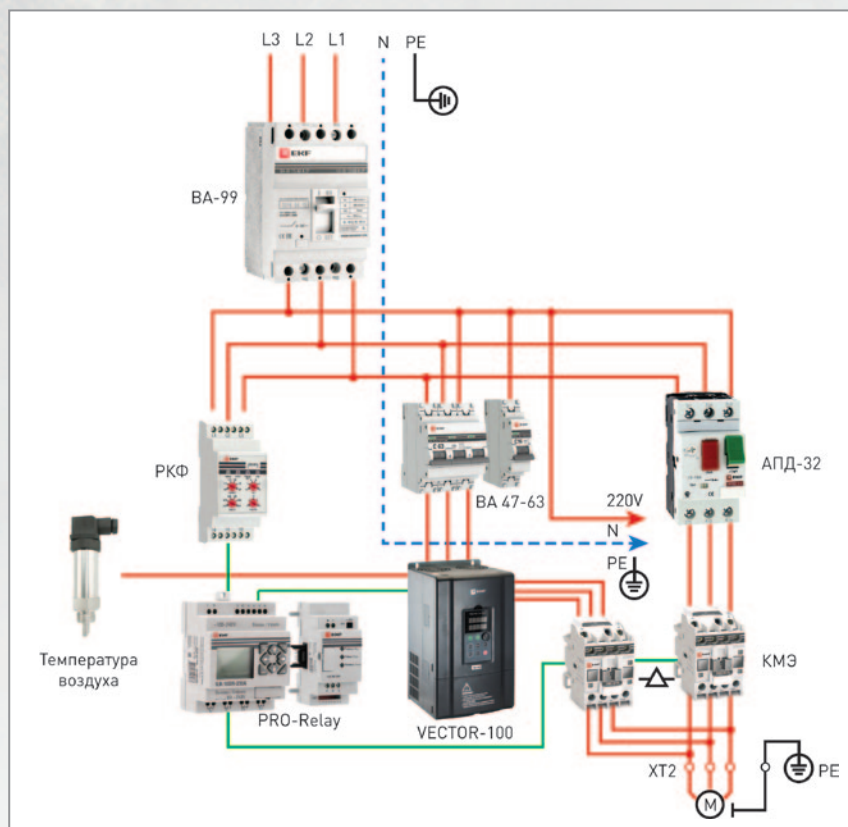 L3 L2 L1 N PE
EKF
ВА-99
РКФ
ВА 47-63
АПД-32
220V
N
PE
Температура
воздуха
PRO-Relay
VECTOR-100
КМЭ
XT2
PE
M